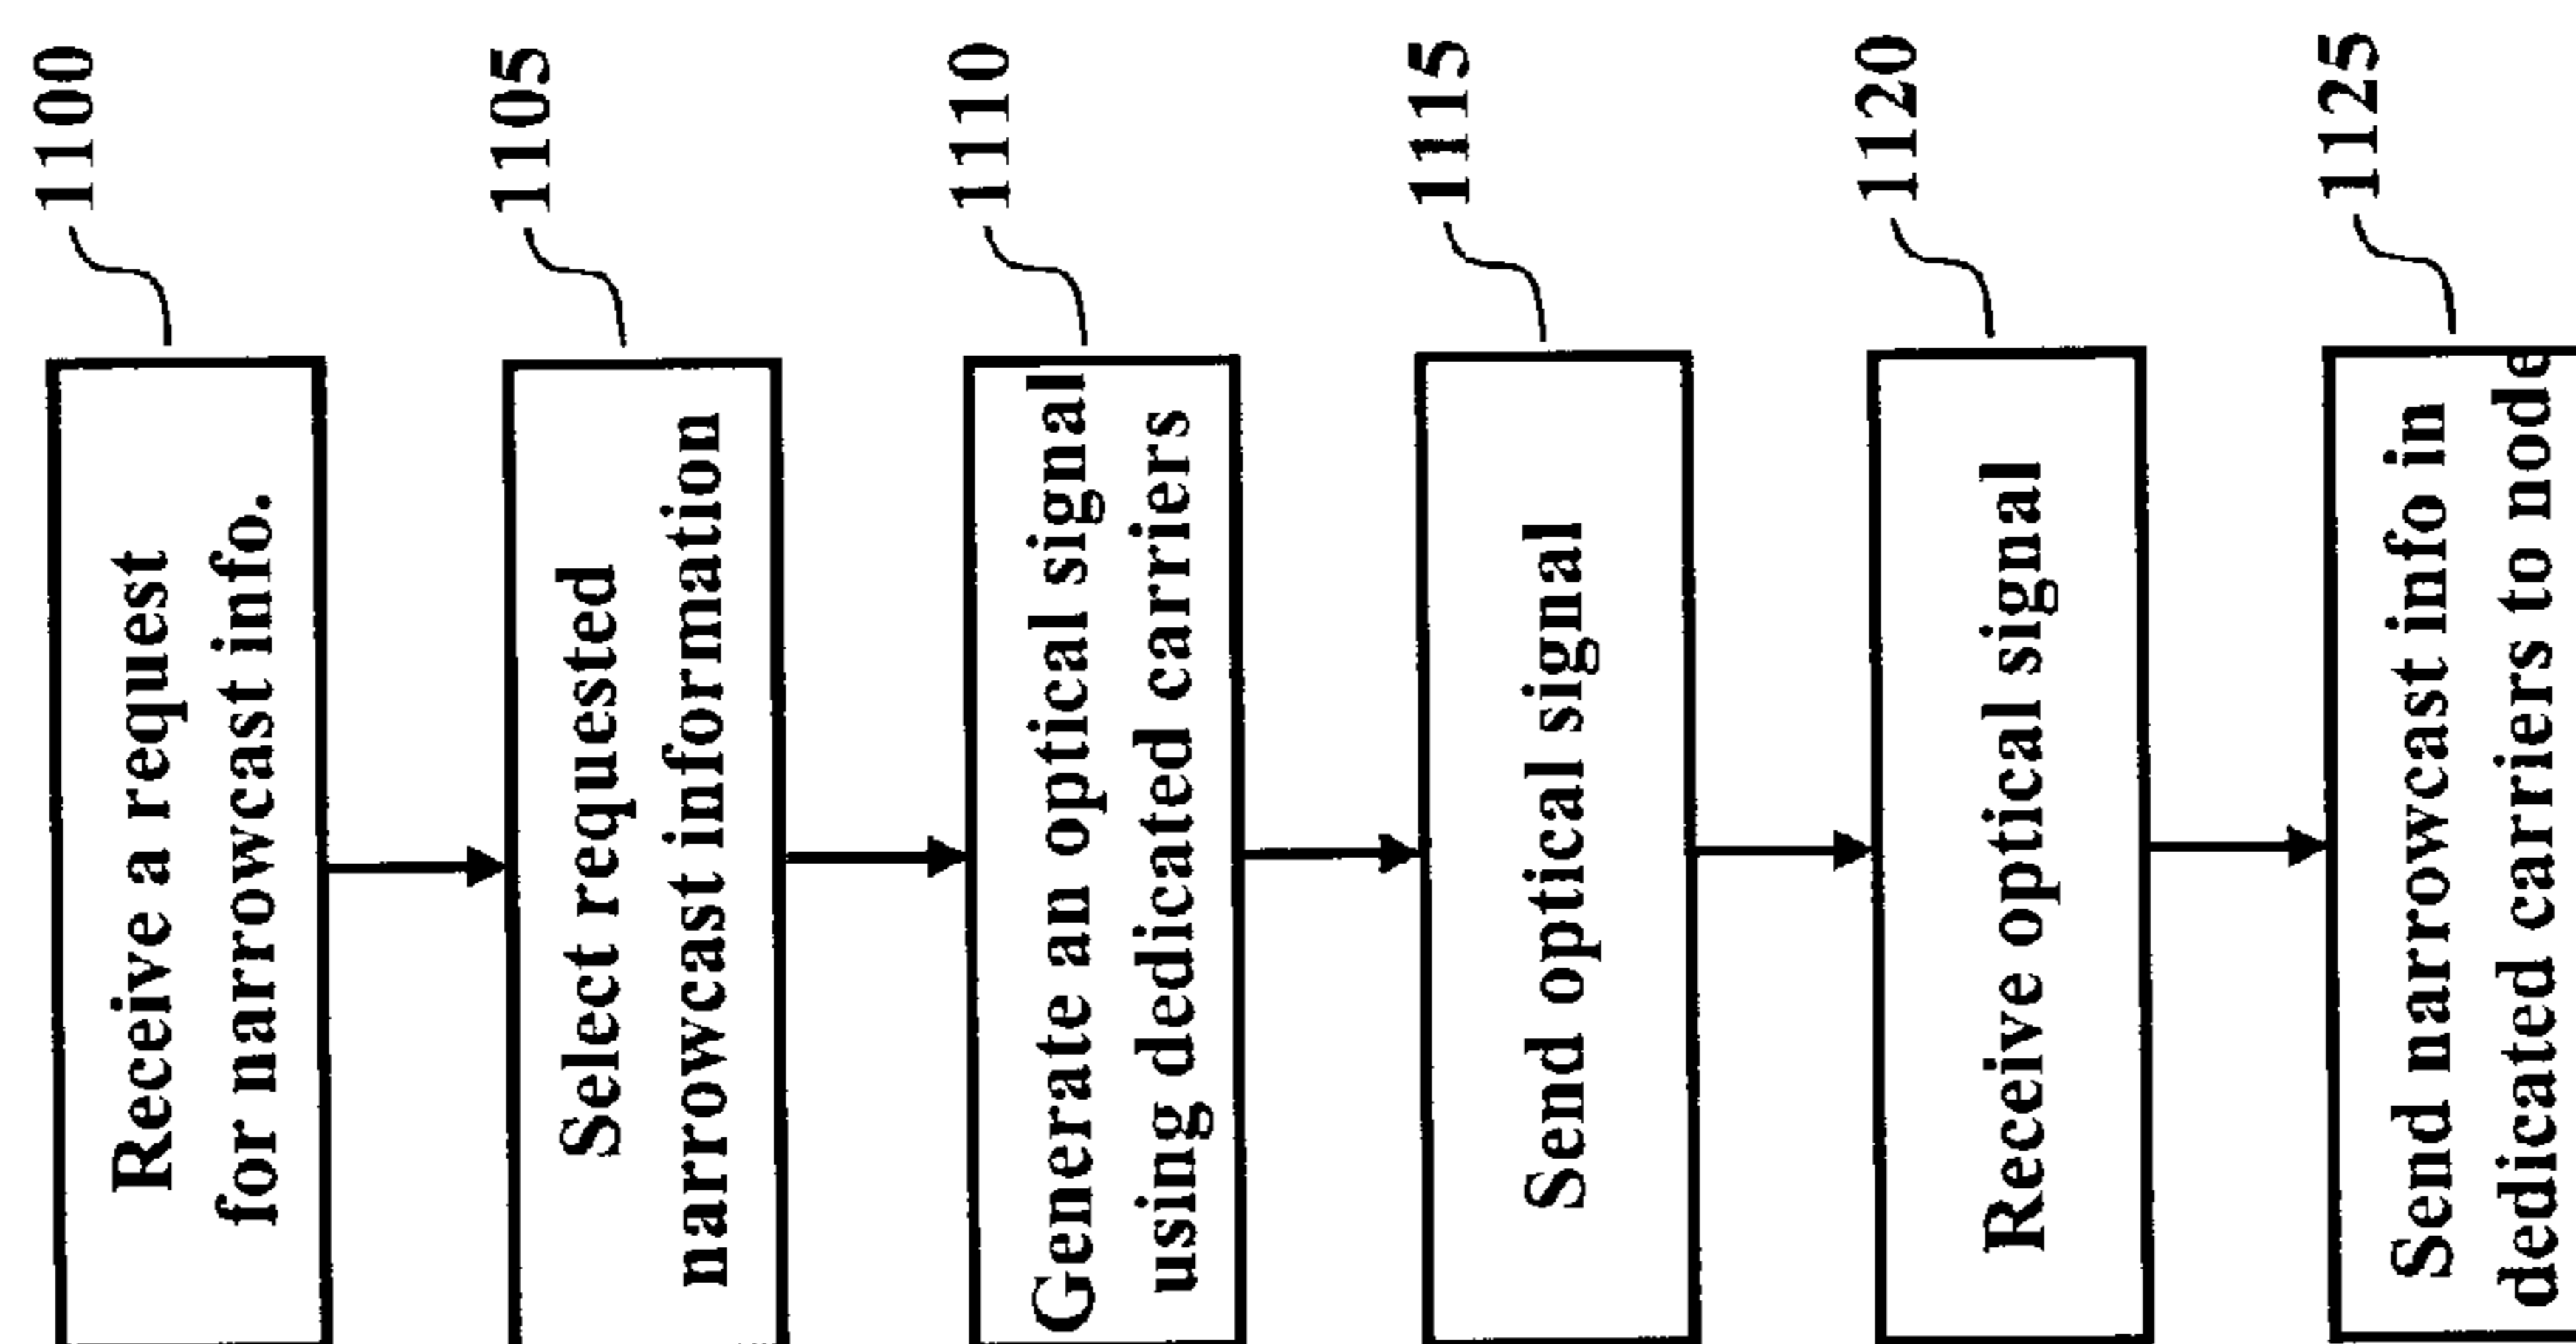 1100
Receive a request
for narrowcast info.
1105
Select requested
narrowcast information
1110
Generate an optical signal
using dedicated carriers
1115
Send optical signal
1120
Receive optical signal
1125
Send narrowcast info in
dedicated carriers to node